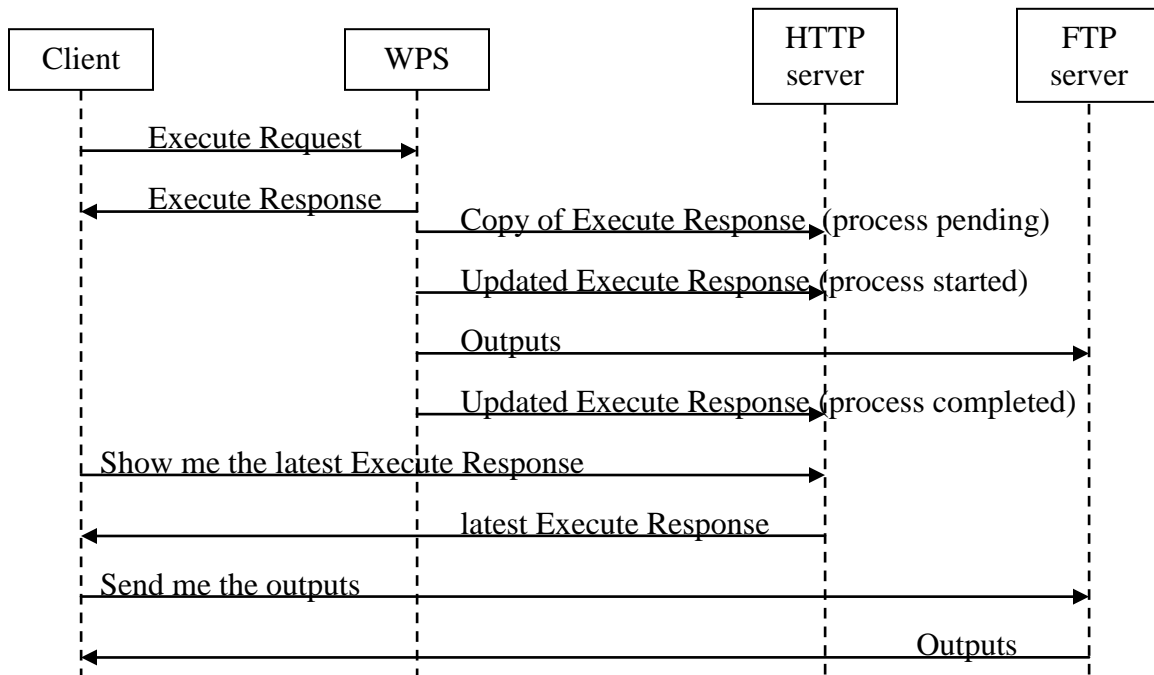 Client
WPS
HTTP
server
FTP
server
Execute Request
Execute Response
Copy of Execute Response (process pending)
Updated Execute Response (process started)
Outputs
Updated Execute Response (process completed)
Show me the latest Execute Response
latest Execute Response
Send me the outputs
Outputs